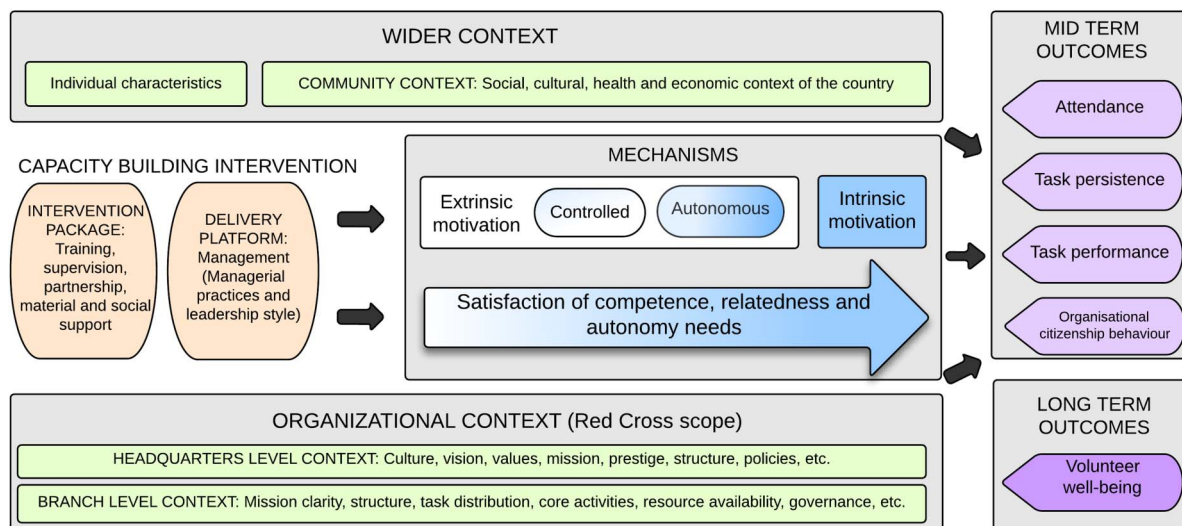 WIDER CONTEXT
Individual characteristics
COMMUNITY CONTEXT: Social, cultural, health and economic context of the country
CAPACITY BUILDING INTERVENTION
INTERVENTION
PACKAGE:
Training,
supervision,
partnership,
material and social
support
DELIVERY
PLATFORM:
Management
(Managerial
practices and
leadership style)
MECHANISMS
Extrinsic
motivation
Controlled
Autonomous
Intrinsic
motivation
Satisfaction of competence, relatedness and
autonomy needs
ORGANIZATIONAL CONTEXT (Red Cross scope)
HEADQUARTERS LEVEL CONTEXT: Culture, vision, values, mission, prestige, structure, policies, etc.
BRANCH LEVEL CONTEXT: Mission clarity, structure, task distribution, core activities, resource availability, governance, etc.
MID TERM
OUTCOMES
Attendance
Task persistence
Task performance
Organisational
citizenship behaviour
LONG TERM
OUTCOMES
Volunteer
well-being